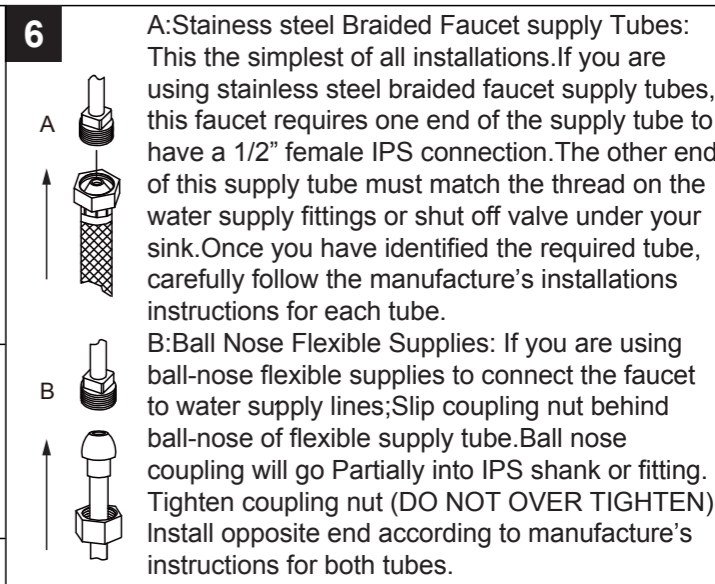 6
A:Stainess steel Braided Faucet supply Tubes:
This the simplest of all installations.If you are
using stainless steel braided faucet supply tubes,
A
this faucet requires one end of the supply tube to
have a 1/2” female IPS connection.The other end
of this supply tube must match the thread on the
water supply fittings or shut off valve under your
sink.Once you have identified the required tube,
carefully follow the manufacture’s installations
instructions for each tube.
B:Ball Nose Flexible Supplies: If you are using
ball-nose flexible supplies to connect the faucet
B
to water supply lines;Slip coupling nut behind
ball-nose of flexible supply tube.Ball nose
coupling will go Partially into IPS shank or fitting.
Tighten coupling nut (DO NOT OVER TIGHTEN)
Install opposite end according to manufacture’s
instructions for both tubes.